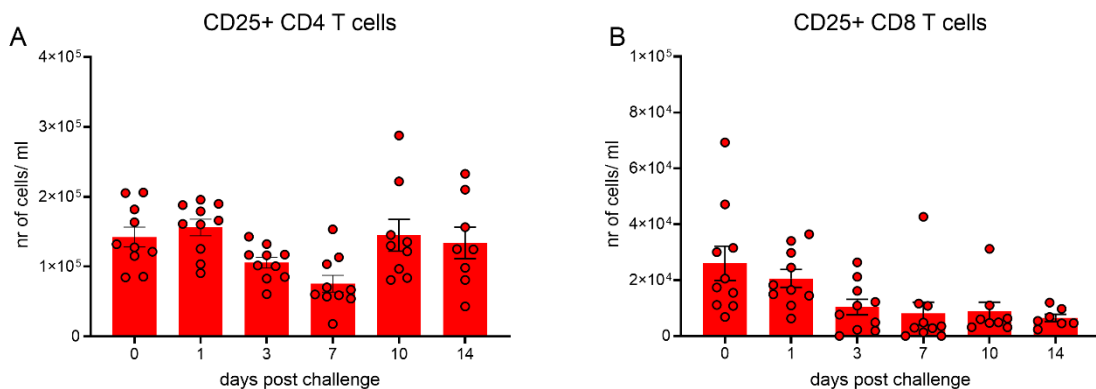 A
CD25+ CD4 T cells
nr of cells/ ml
4×10⁵
3×10⁵
2×10⁵
1×10⁵
0
0 1 3 7 10 14
days post challenge
B
CD25+ CD8 T cells
nr of cells/ ml
1×10⁵
8×10⁴
6×10⁴
4×10⁴
2×10⁴
0
0 1 3 7 10 14
days post challenge